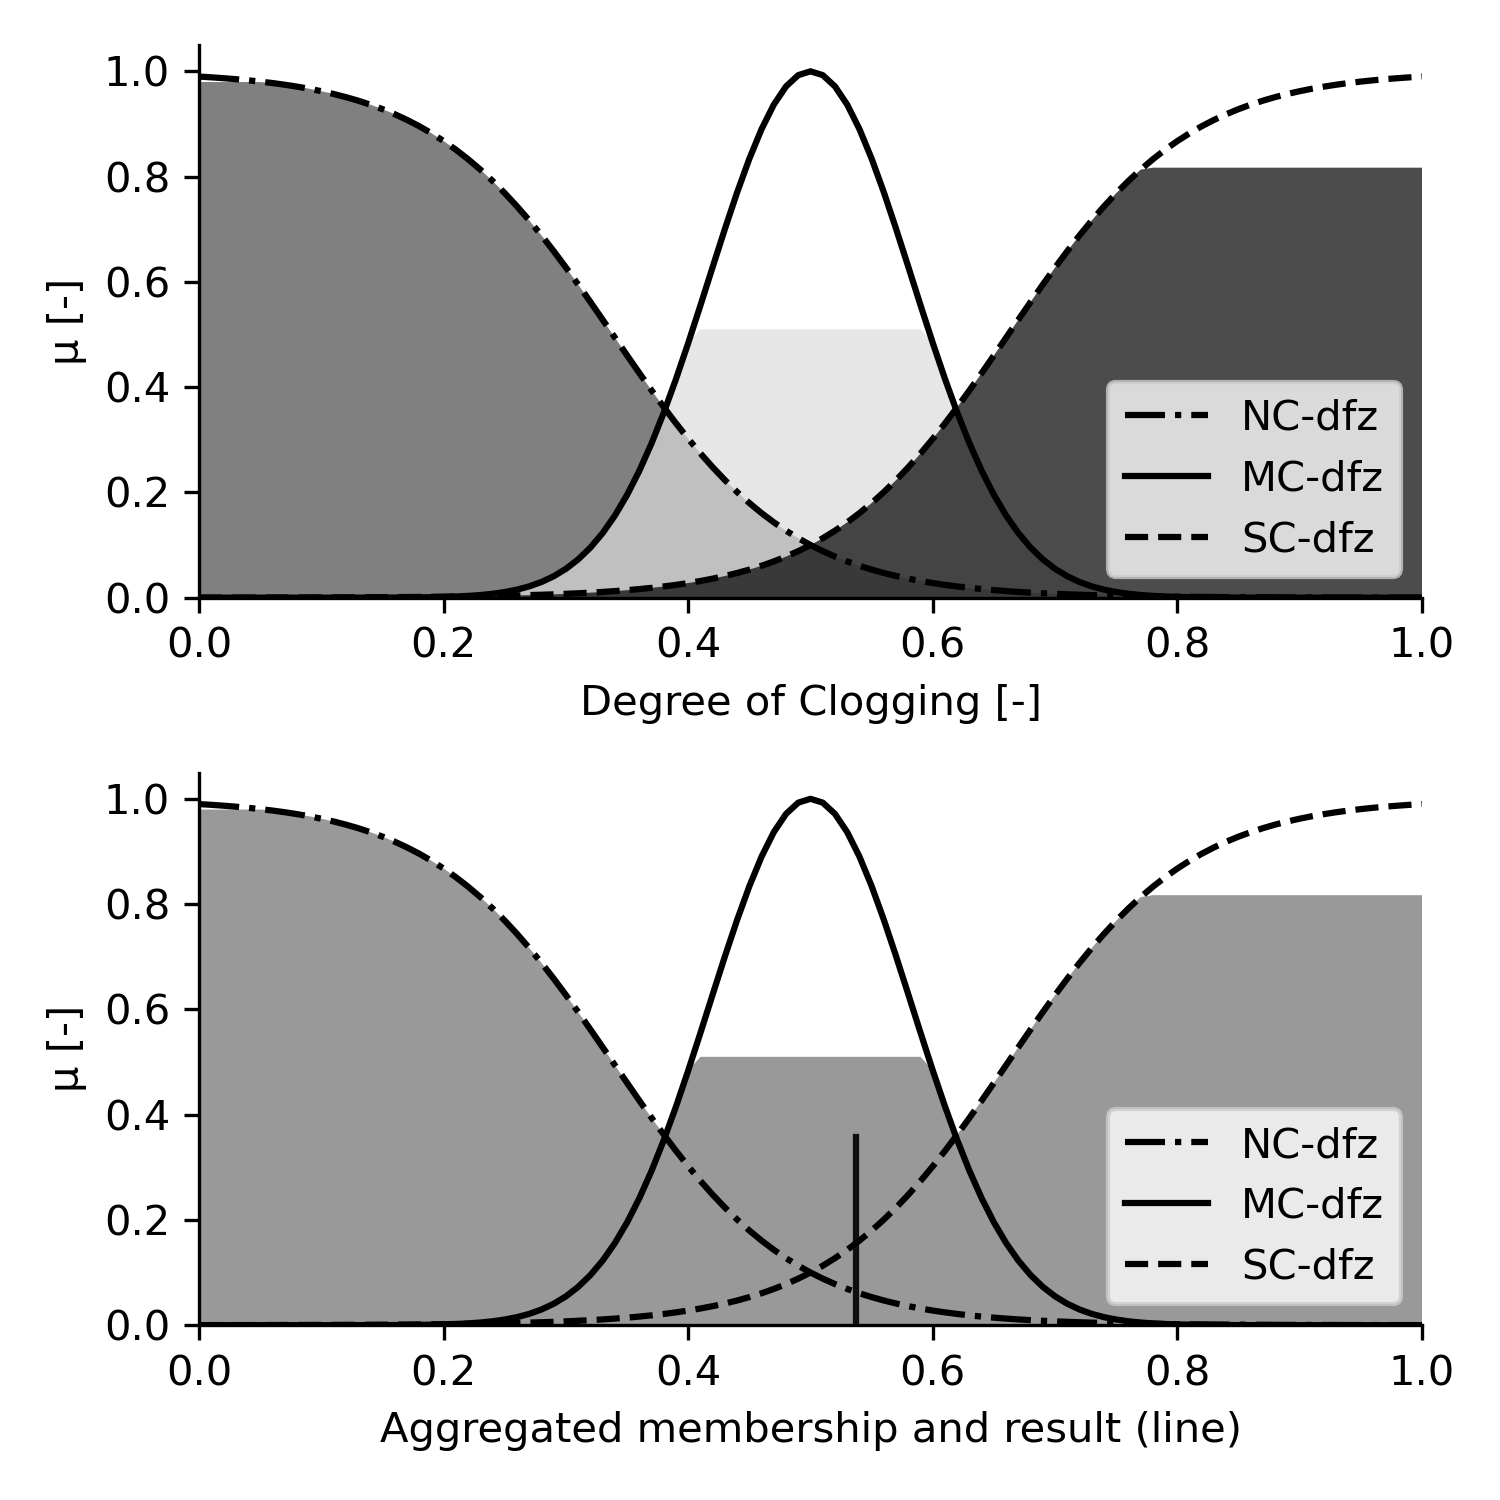 1.0
0.8
0.6
0.4
0.2
0.0
μ [-]
0.0 0.2 0.4 0.6 0.8 1.0
Degree of Clogging [-]
NC-dfz
MC-dfz
SC-dfz
1.0
0.8
0.6
0.4
0.2
0.0
μ [-]
0.0 0.2 0.4 0.6 0.8 1.0
Aggregated membership and result (line)
NC-dfz
MC-dfz
SC-dfz